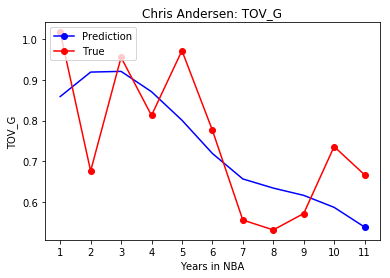 Chris Andersen: TOV_G
Prediction
True
1.0
0.9
0.8
0.7
0.6
TOV_G
1 2 3 4 5 6 7 8 9 10 11
Years in NBA